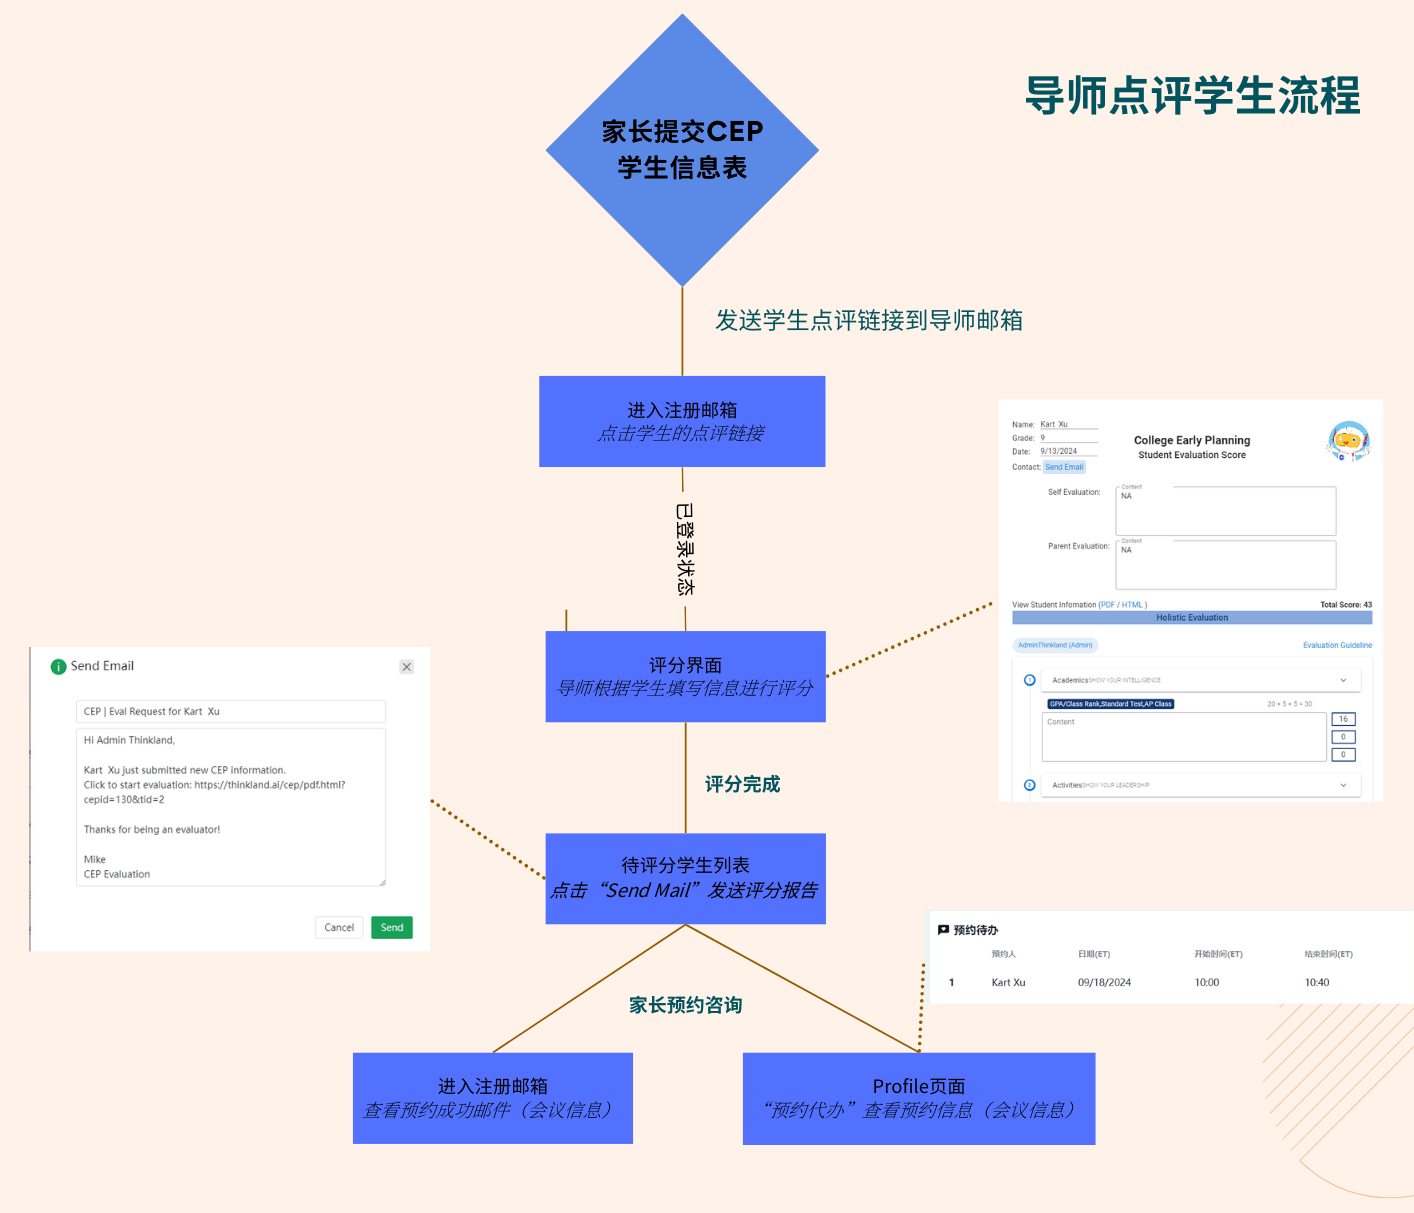 导师点评学生流程
家长提交CEP
学生信息表
发送学生点评链接到导师邮箱
进入注册邮箱
点击学生的点评链接
已登录状态
评分界面
导师根据学生填写信息进行评分
Name: Kart Xu
Grade: 9
Date: 9/13/2024
Contact: Send Email
College Early Planning
Student Evaluation Score
Self Evaluation:
Content
NA
Parent Evaluation:
Content
NA
View Student Infomation (PDF / HTML )
Total Score: 43
Holistic Evaluation
AdminThinkland (Admin)
Evaluation Guideline
1 Academics SHOW YOUR INTELLIGENCE
GPA/Class Rank,Standard Test,AP Class
20 + 5 + 5 = 30
Content
16
0
0
2 Activities SHOW YOUR LEADERSHIP
评分完成
Send Email
CEP | Eval Request for Kart Xu
Hi Admin Thinkland,
Kart Xu just submitted new CEP information.
Click to start evaluation: https://thinkland.ai/cep/pdf.html?
cepid=130&tid=2
Thanks for being an evaluator!
Mike
CEP Evaluation
Cancel
Send
待评分学生列表
点击 “Send Mail” 发送评分报告
家长预约咨询
预约待办
预约人 日期(ET) 开始时间(ET) 结束时间(ET)
1 Kart Xu 09/18/2024 10:00 10:40
进入注册邮箱
查看预约成功邮件（会议信息）
Profile页面
“预约代办” 查看预约信息（会议信息）